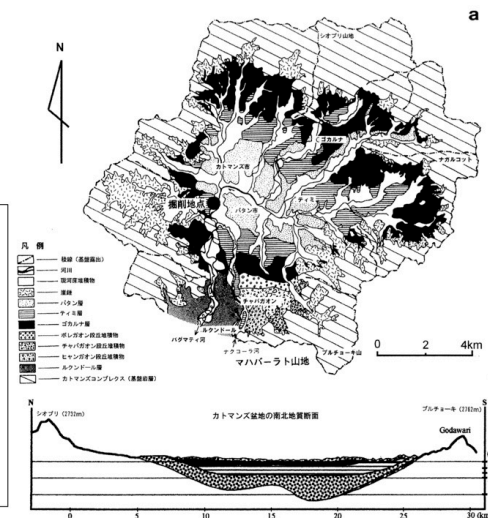 a
N
シオプリ山地
ゴカルナ
ナガルコット
カトマンズ市
ティミ
掘削地点
パタン市
チャパガオン
ルクンドール
バグマティ河
ナクコーラ河
マハバーラト山地
プルチョーキ山
0 2 4km
凡例
稜線（基盤露出）
河川
現河床堆積物
崖錐
パタン層
ティミ層
ゴカルナ層
ボレガオン段丘堆積物
チャパガオン段丘堆積物
ヒャンガオン段丘堆積物
ルクンドール層
カトマンズコンプレクス（基盤岩層）
N
シオプリ (2732m)
カトマンズ盆地の南北地質断面
S
プルチョーキ (2762m)
Godawari
0 5 10 15 20 25 30 (km